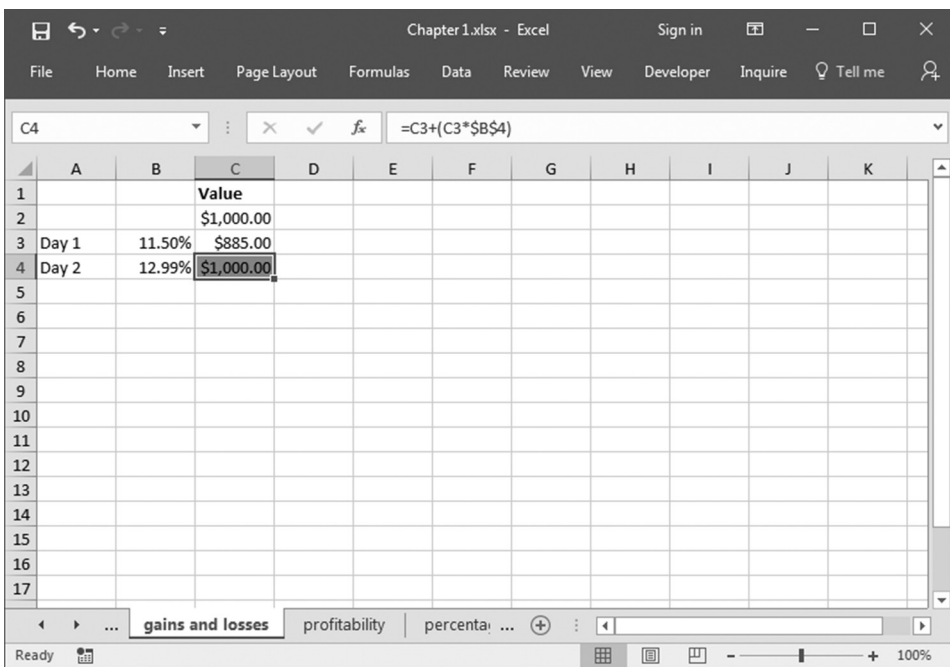 Chapter 1.xlsx - Excel
Sign in
File Home Insert Page Layout Formulas Data Review View Developer Inquire Tell me
C4 fx =C3+(C3*$B$4)
A B C D E F G H I J K
1 Value
2 $1,000.00
3 Day 1 11.50% $885.00
4 Day 2 12.99% $1,000.00
5
6
7
8
9
10
11
12
13
14
15
16
17
... gains and losses profitability percenta ...
Ready 100%